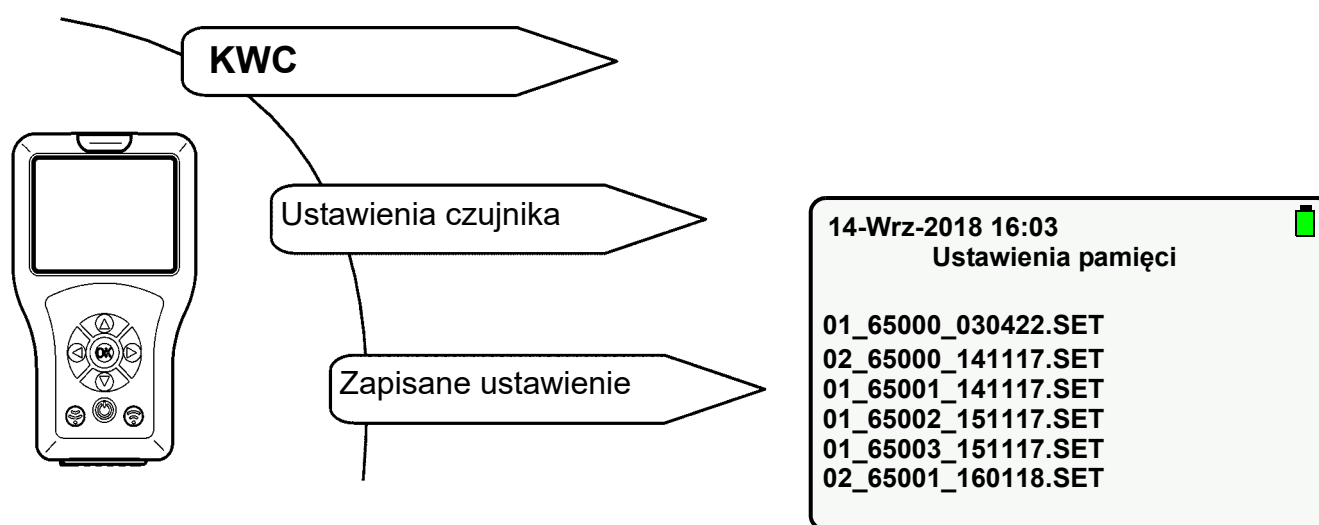 KWC
Ustawienia czujnika
Zapisane ustawienie
OK
14-Wrz-2018 16:03
Ustawienia pamięci
01_65000_030422.SET
02_65000_141117.SET
01_65001_141117.SET
01_65002_151117.SET
01_65003_151117.SET
02_65001_160118.SET